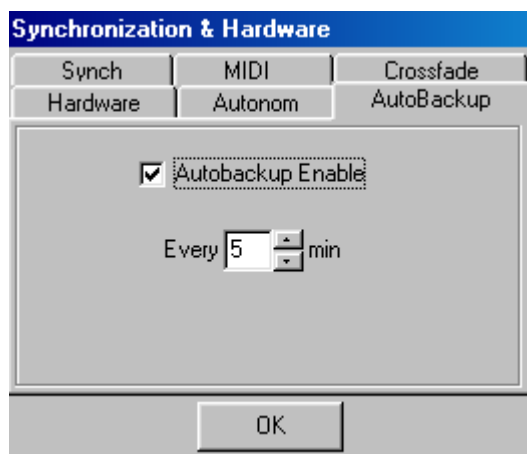 Synchronization & Hardware
Synch MIDI Crossfade
Hardware Autonom AutoBackup
Autobackup Enable
Every 5 min
OK